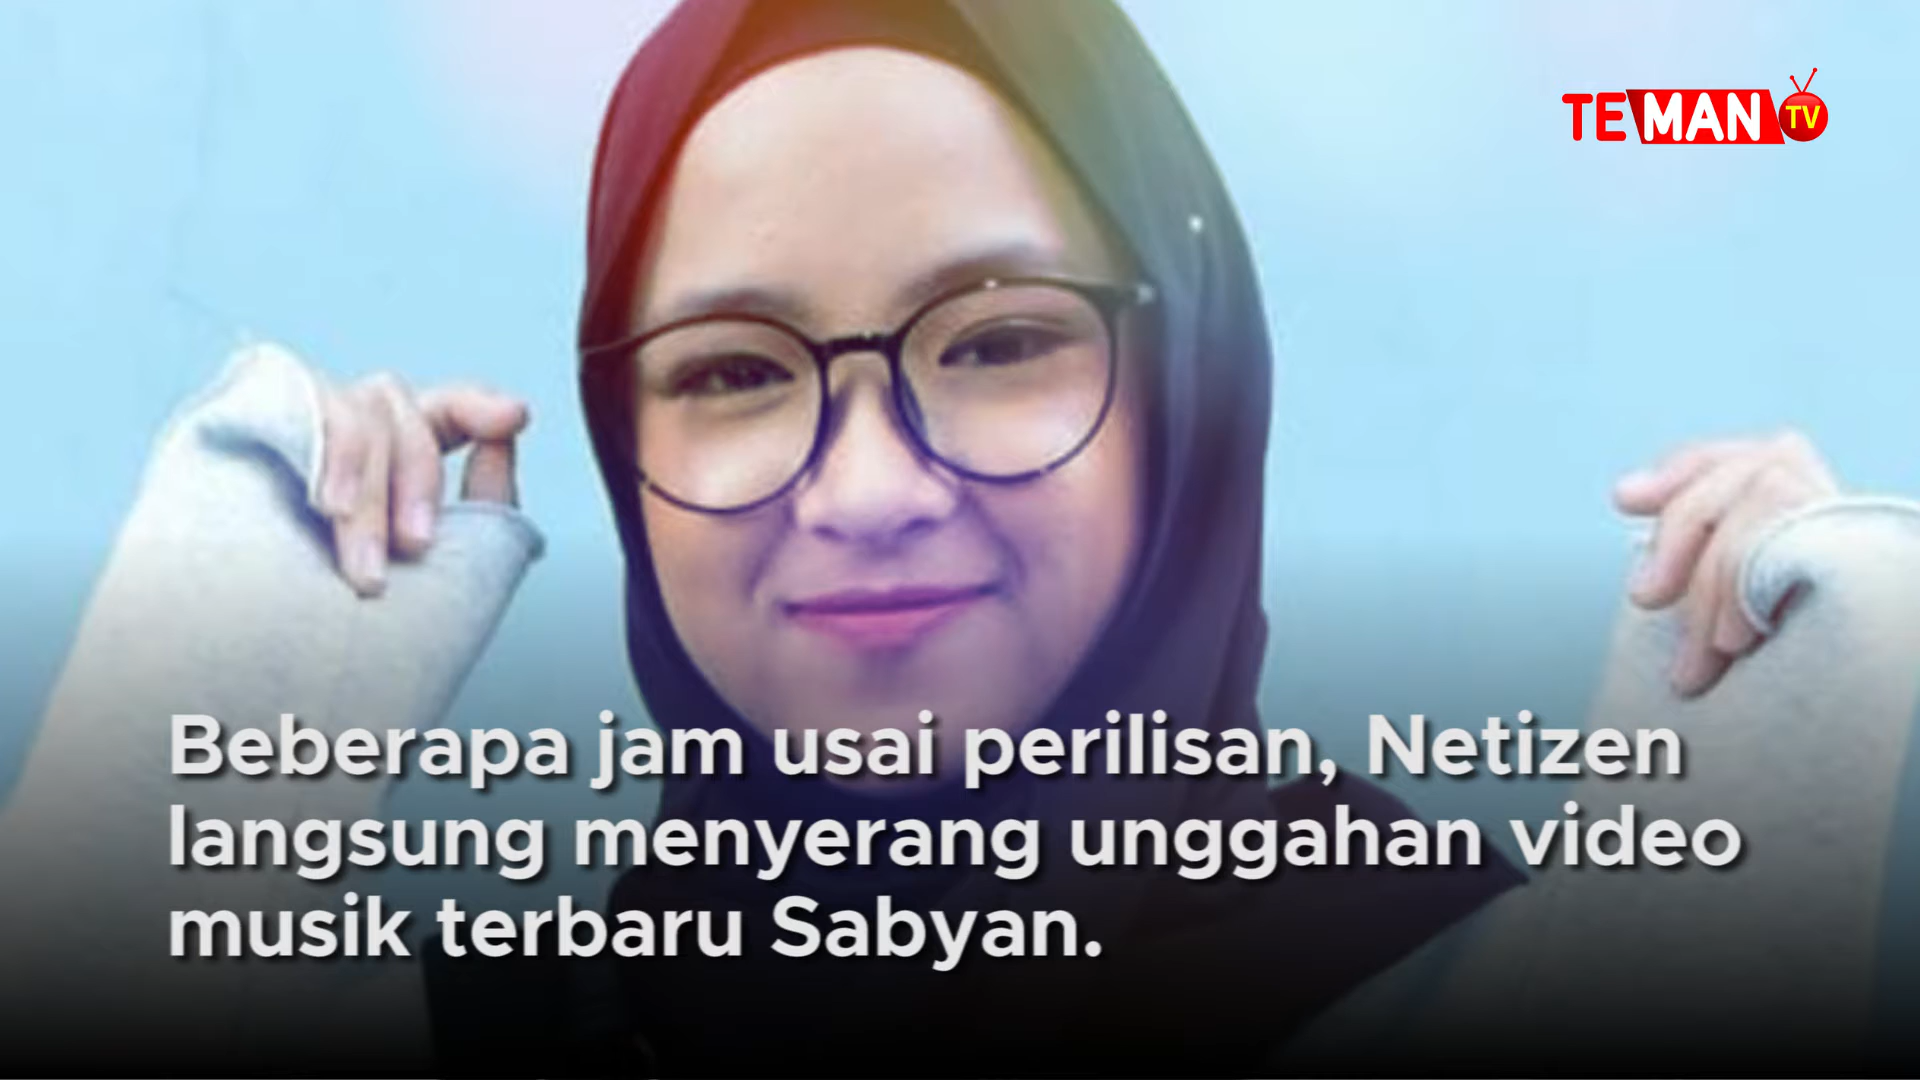 TEMAN TV
Beberapa jam usai perilisan, Netizen
langsung menyerang unggahan video
musik terbaru Sabyan.